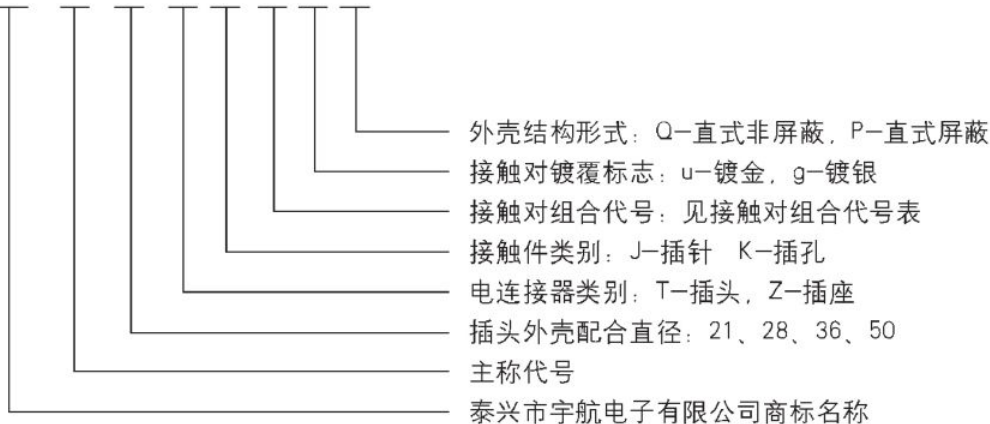 外壳结构形式：Q—直式非屏蔽，P—直式屏蔽
接触对镀覆标志：u—镀金，g—镀银
接触对组合代号：见接触对组合代号表
接触件类别：J—插针 K—插孔
电连接器类别：T—插头，Z—插座
插头外壳配合直径：21、28、36、50
主称代号
泰兴市宇航电子有限公司商标名称